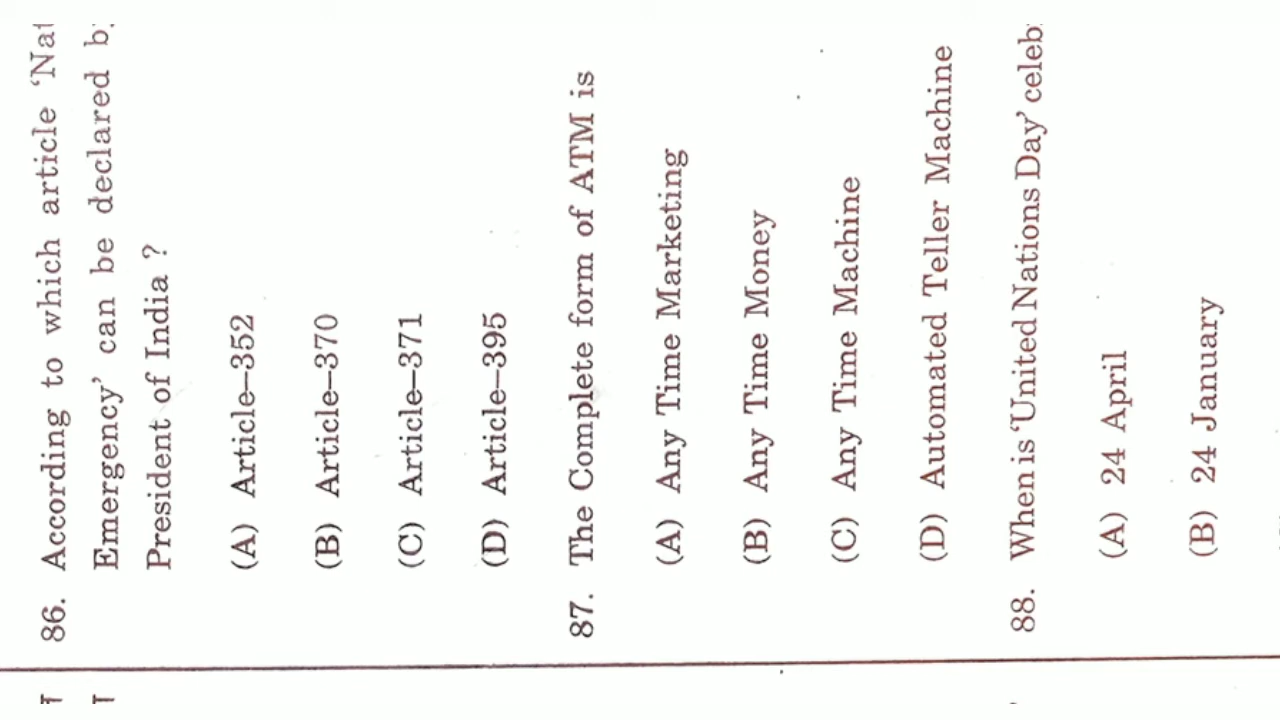 86. According to which article ‘Nat
Emergency’ can be declared b
President of India ?
(A) Article–352
(B) Article–370
(C) Article–371
(D) Article–395
87. The Complete form of ATM is
(A) Any Time Marketing
(B) Any Time Money
(C) Any Time Machine
(D) Automated Teller Machine
88. When is ‘United Nations Day’ celeb
(A) 24 April
(B) 24 January